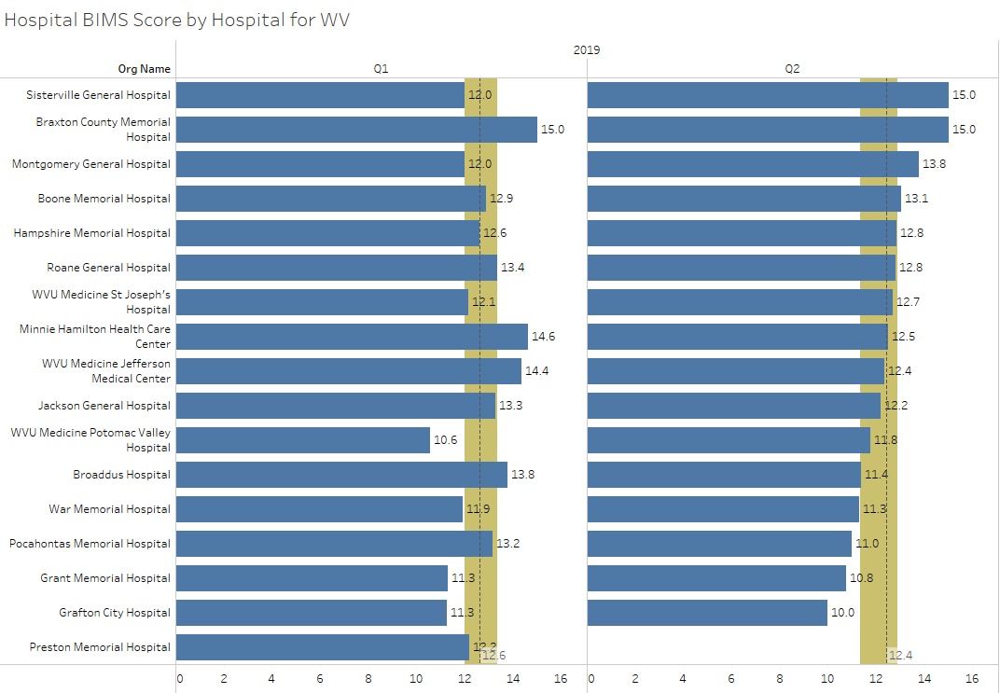 Hospital BIMS Score by Hospital for WV
2019
Org Name Q1 Q2
Sisterville General Hospital 12.0 15.0
Braxton County Memorial
Hospital 15.0 15.0
Montgomery General Hospital 12.0 13.8
Boone Memorial Hospital 12.9 13.1
Hampshire Memorial Hospital 12.6 12.8
Roane General Hospital 13.4 12.8
WVU Medicine St Joseph's
Hospital 12.1 12.7
Minnie Hamilton Health Care
Center 14.6 12.5
WVU Medicine Jefferson
Medical Center 14.4 12.4
Jackson General Hospital 13.3 12.2
WVU Medicine Potomac Valley
Hospital 10.6 11.8
Broaddus Hospital 13.8 11.4
War Memorial Hospital 11.9 11.3
Pocahontas Memorial Hospital 13.2 11.0
Grant Memorial Hospital 11.3 10.8
Grafton City Hospital 11.3 10.0
Preston Memorial Hospital 12.2
12.6 12.4
0 2 4 6 8 10 12 14 16 0 2 4 6 8 10 12 14 16